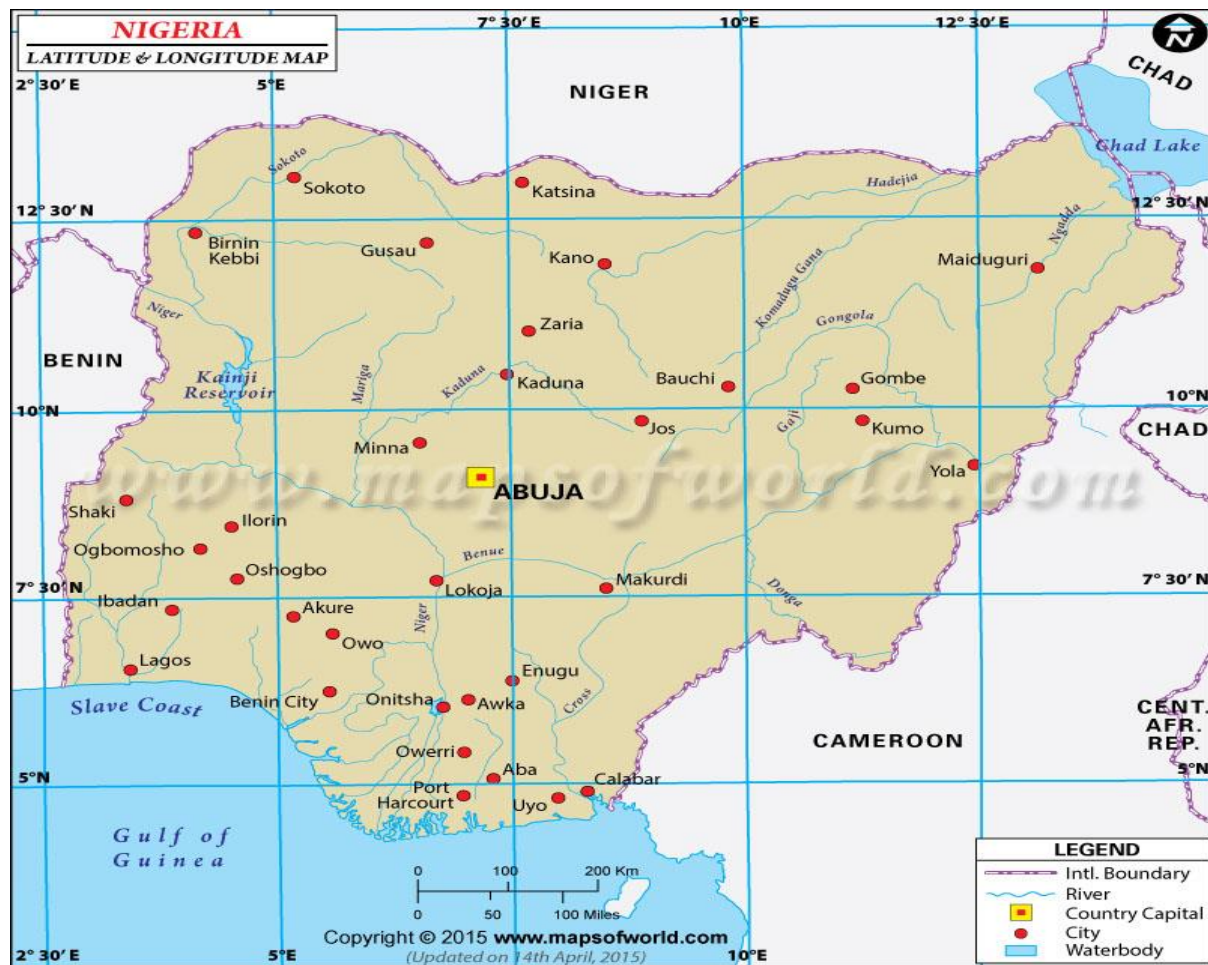 NIGERIA
LATITUDE & LONGITUDE MAP
2° 30' E
5°E
7° 30' E
10°E
12° 30' E
N
CHAD
NIGER
Chad Lake
Sokoto
Sokoto
Katsina
Hadejia
12° 30' N
12° 30' N
Birnin
Kebbi
Gusau
Kano
Komadugu Gana
Maiduguri
Ngadda
Niger
Zaria
Gongola
BENIN
Kainji
Reservoir
Mariga
Kaduna
Kaduna
Bauchi
Gombe
10°N
10°N
Minna
Jos
Gaji
Kumo
CHAD
www.mapsofworld.com
Yola
ABUJA
Shaki
Ilorin
Ogbomosho
Benue
Oshogbo
Lokoja
Makurdi
Donga
7° 30' N
7° 30' N
Ibadan
Akure
Niger
Owo
Lagos
Enugu
Slave Coast
Benin City
Onitsha
Awka
Cross
CENT.
AFR.
REP.
CAMEROON
Owerri
Aba
Calabar
5°N
5°N
Port
Harcourt
Uyo
Gulf of
Guinea
0 100 200 Km
0 50 100 Miles
LEGEND
Intl. Boundary
River
Country Capital
City
Waterbody
Copyright © 2015 www.mapsofworld.com
(Updated on 14th April, 2015)
2° 30' E
5°E
10°E